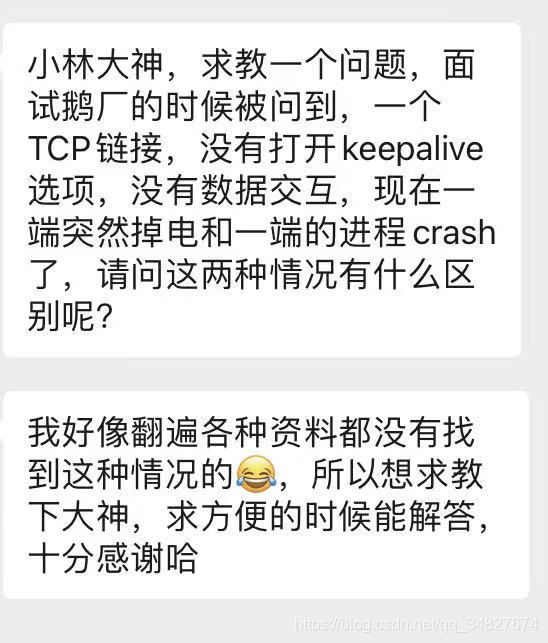 小林大神，求教一个问题，面
试鹅厂的时候被问到，一个
TCP链接，没有打开keepalive
选项，没有数据交互，现在一
端突然掉电和一端的进程crash
了，请问这两种情况有什么区
别呢?
我好像翻遍各种资料都没有找
到这种情况的😂，所以想求教
下大神，求方便的时候能解答，
十分感谢哈
https://blog.csdn.net/qq_34827674